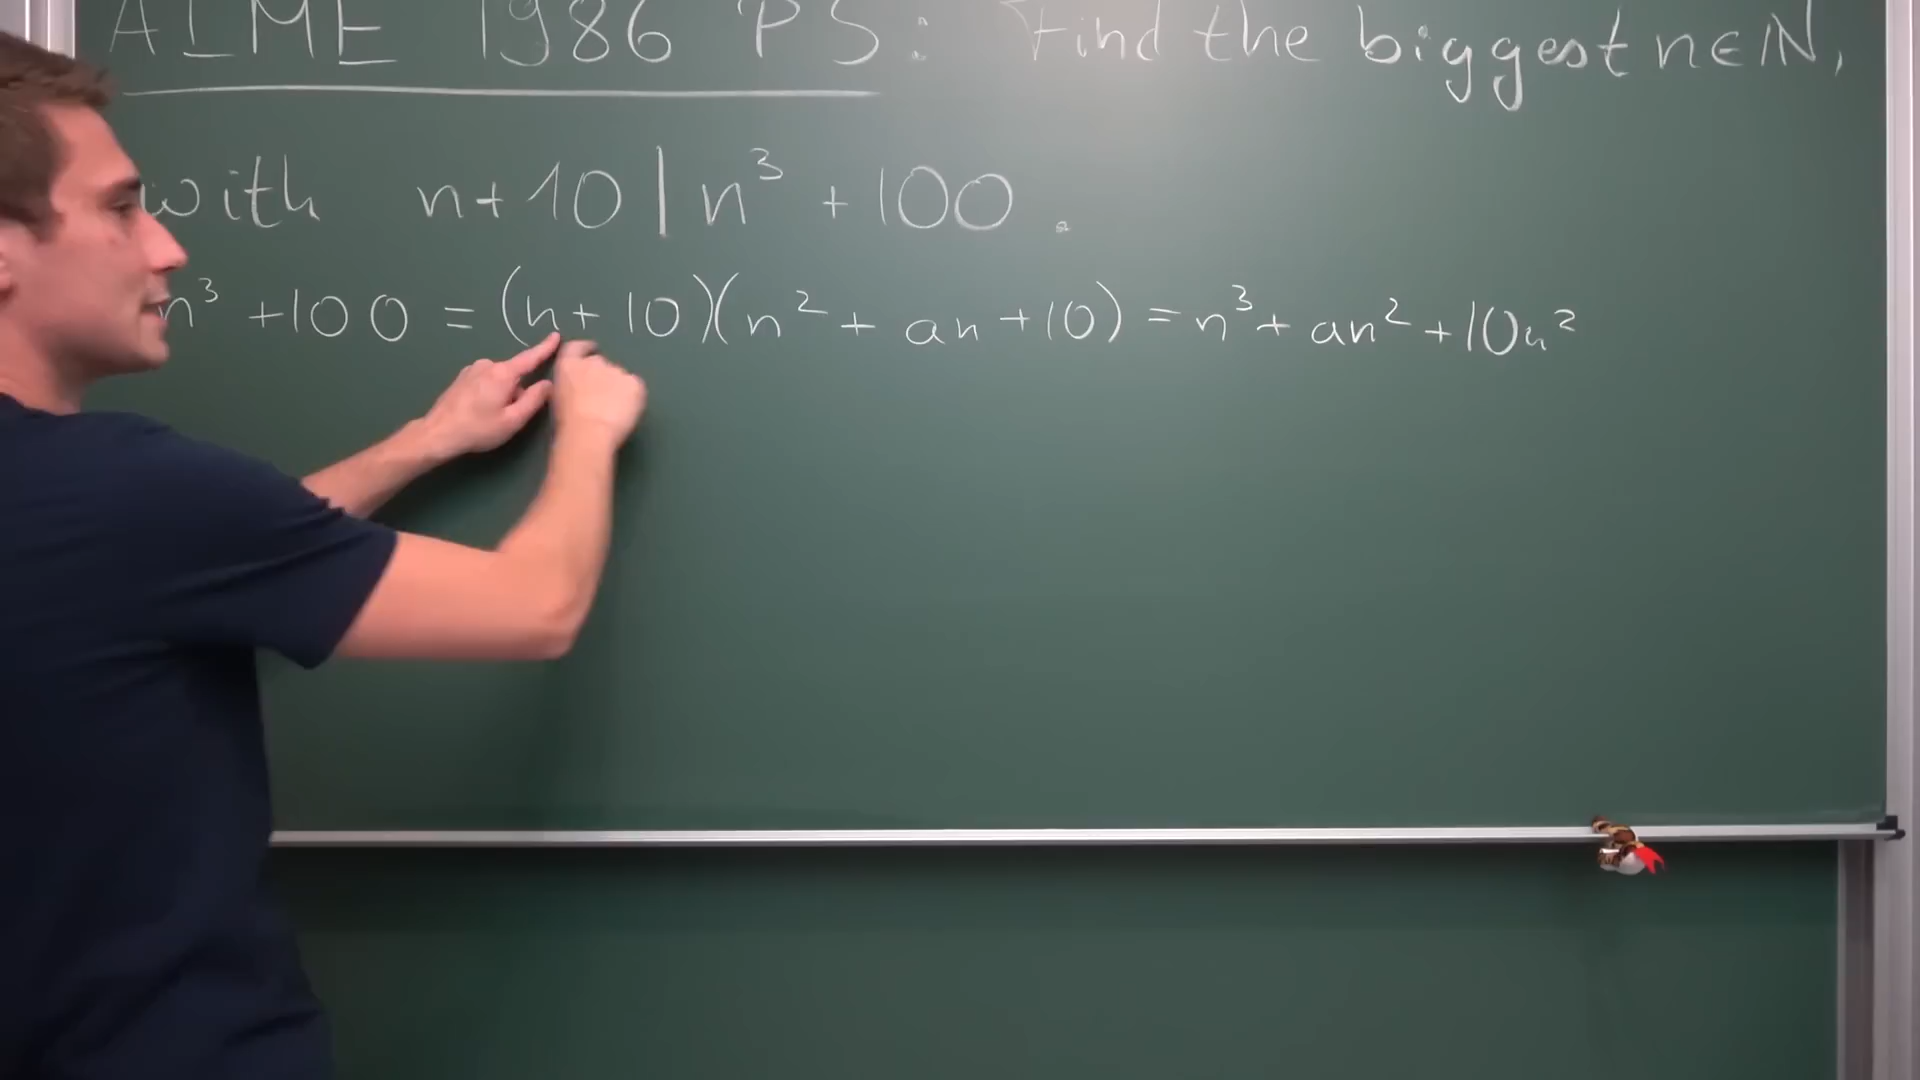 AIME 1986 P5: Find the biggest n∈ℕ,
with n+10 | n³ +100.
n³ +100 = (n+10)(n² + an +10) = n³ + an² +10n²